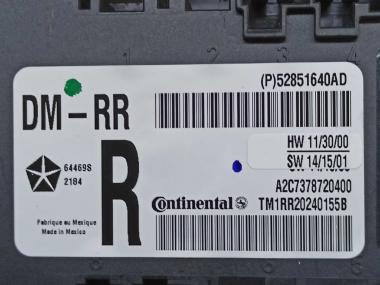 (P)52851640AD
DM-RR
HW 11/30/00
SW 14/15/01
64469S
2184
R
A2C7378720400
Continental
TM1RR20240155B
Fabrique au Mexique
Made in Mexico